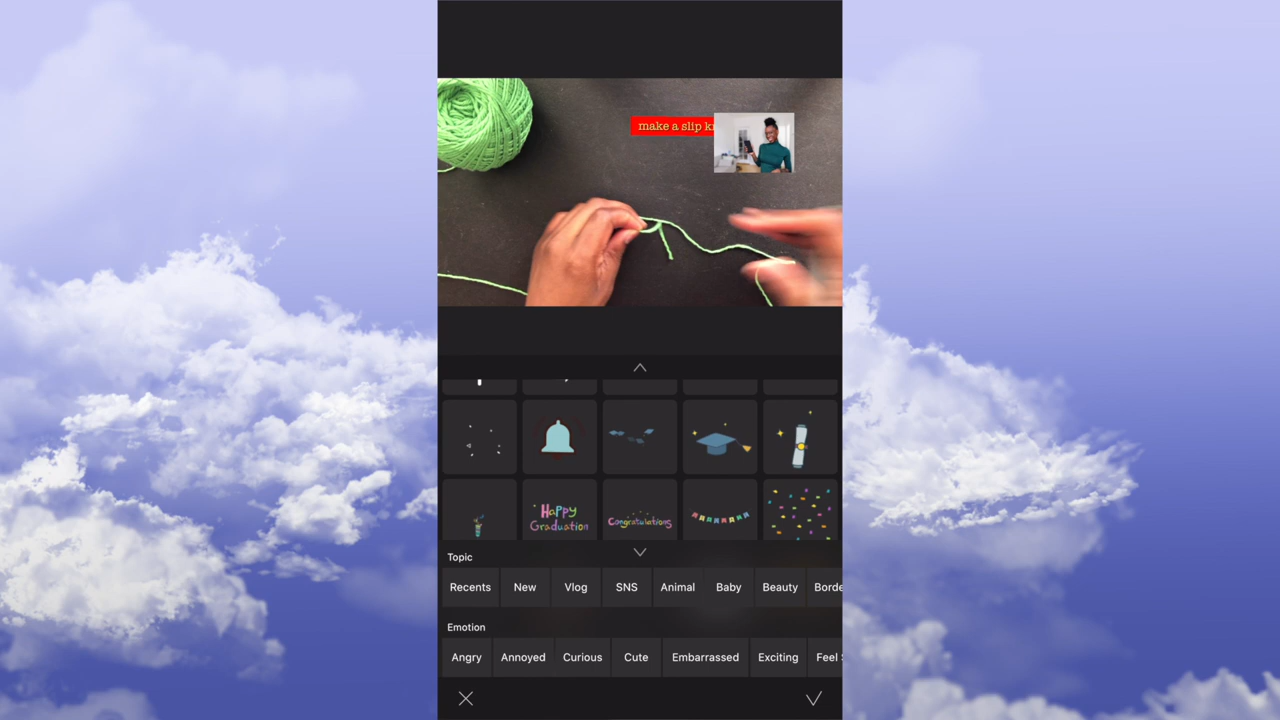 make a slip
Happy
Graduation
Congratulations
Topic
Recents New Vlog SNS Animal Baby Beauty
Emotion
Angry Annoyed Curious Cute Embarrassed Exciting Feel